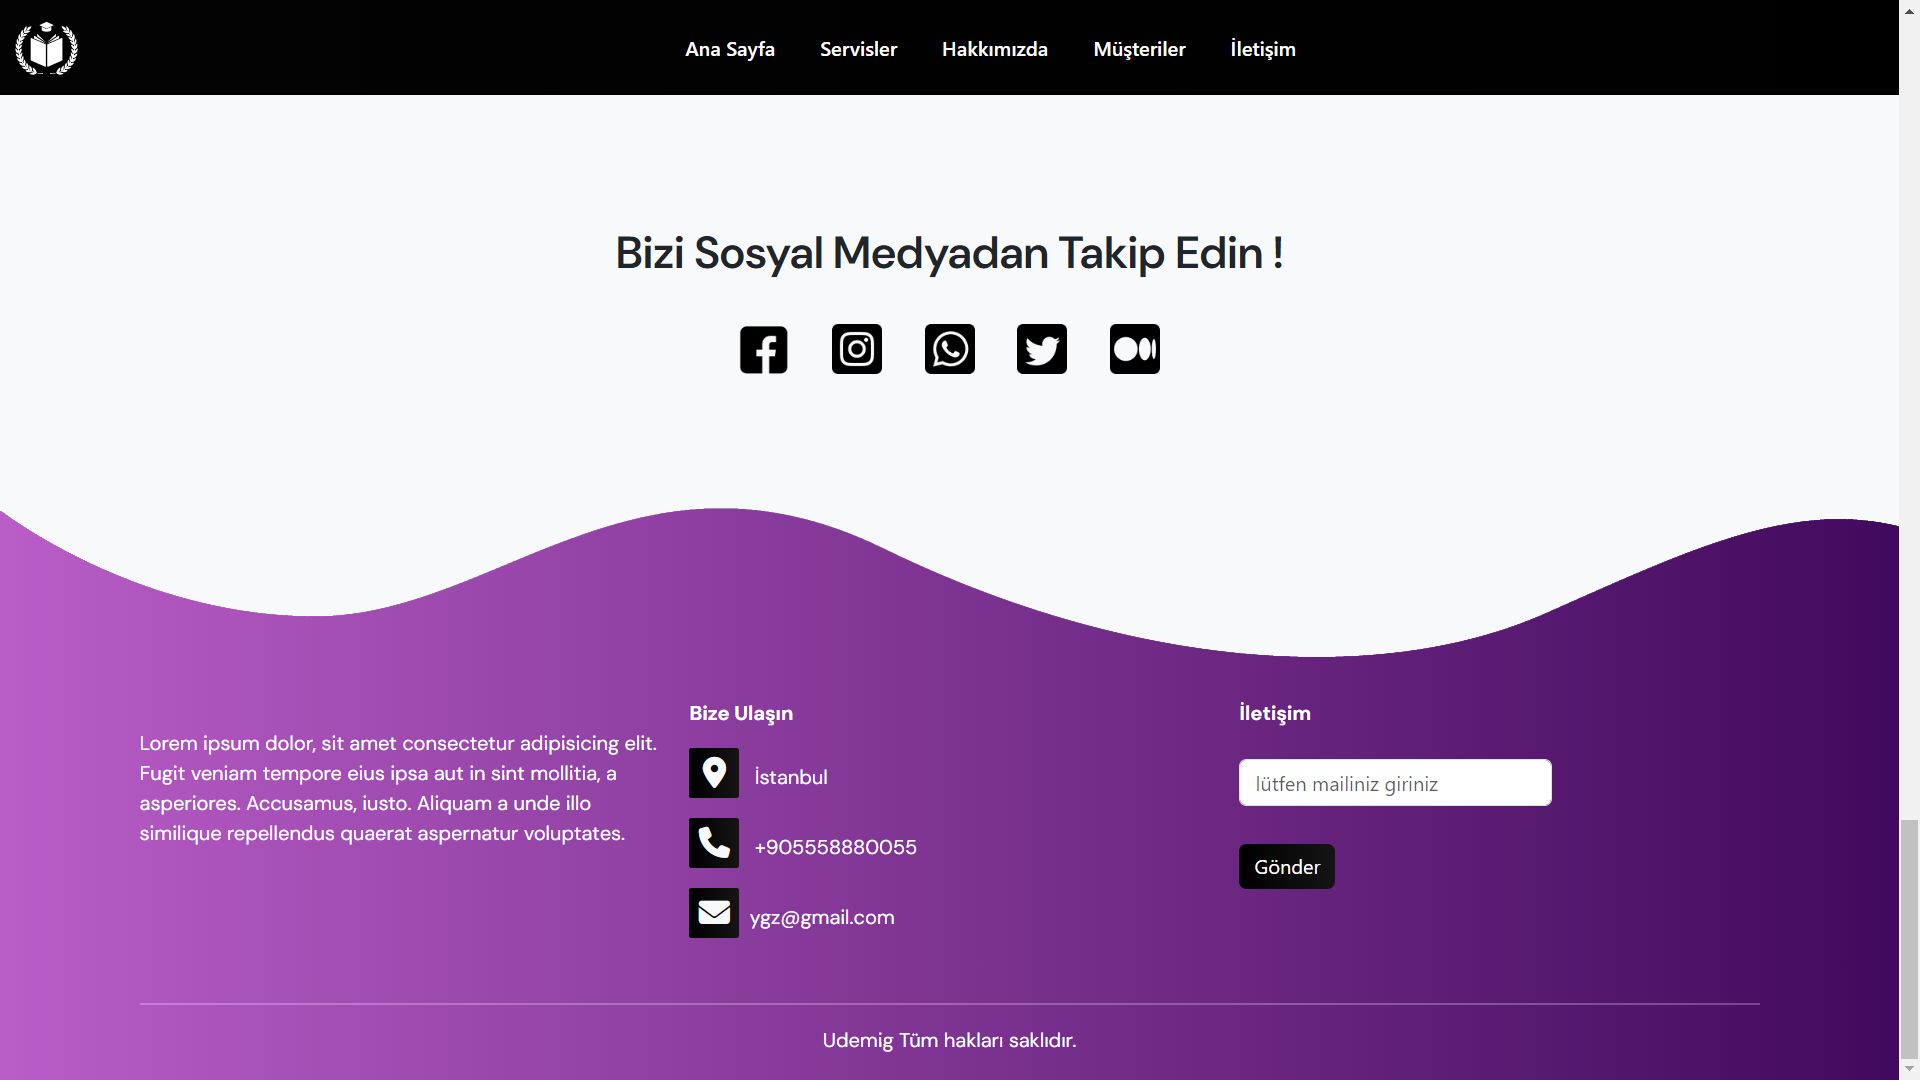 Ana Sayfa Servisler Hakkımızda Müşteriler İletişim
Bizi Sosyal Medyadan Takip Edin !
Lorem ipsum dolor, sit amet consectetur adipisicing elit.
Fugit veniam tempore eius ipsa aut in sint mollitia, a
asperiores. Accusamus, iusto. Aliquam a unde illo
similique repellendus quaerat aspernatur voluptates.
Bize Ulaşın
İstanbul
+905558880055
ygz@gmail.com
İletişim
lütfen mailiniz giriniz
Gönder
Udemig Tüm hakları saklıdır.